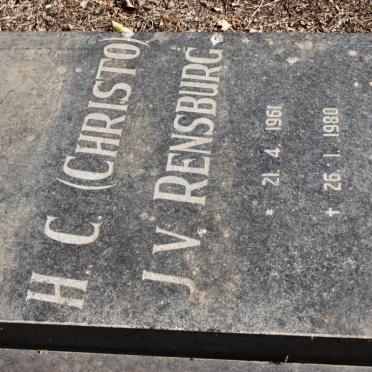 H. C. (CHRISTO)
J V. RENSBURG
* 21. 4. 1961
✝ 26. 1. 1980